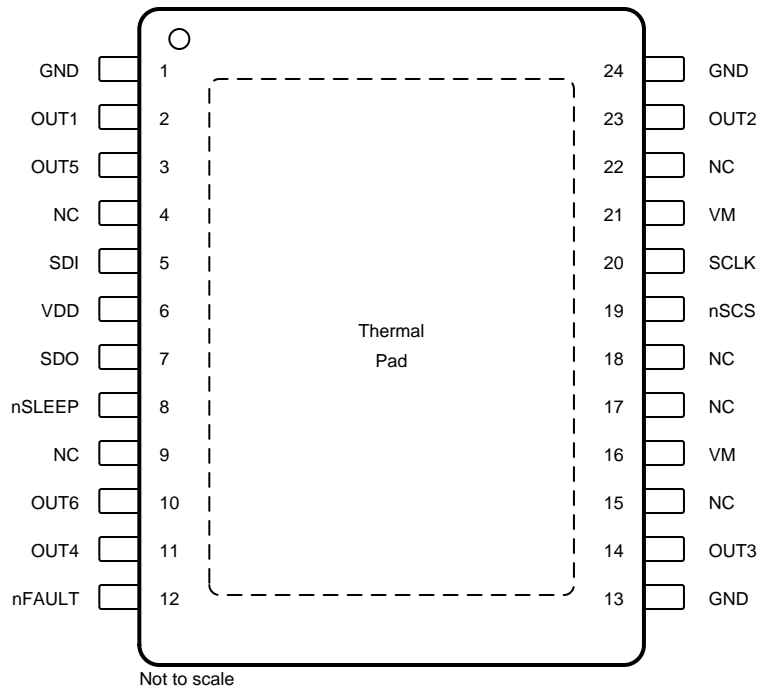 GND 1 24 GND
OUT1 2 23 OUT2
OUT5 3 22 NC
NC 4 21 VM
SDI 5 20 SCLK
VDD 6 19 nSCS
Thermal
SDO 7 18 NC
Pad
nSLEEP 8 17 NC
NC 9 16 VM
OUT6 10 15 NC
OUT4 11 14 OUT3
nFAULT 12 13 GND
Not to scale